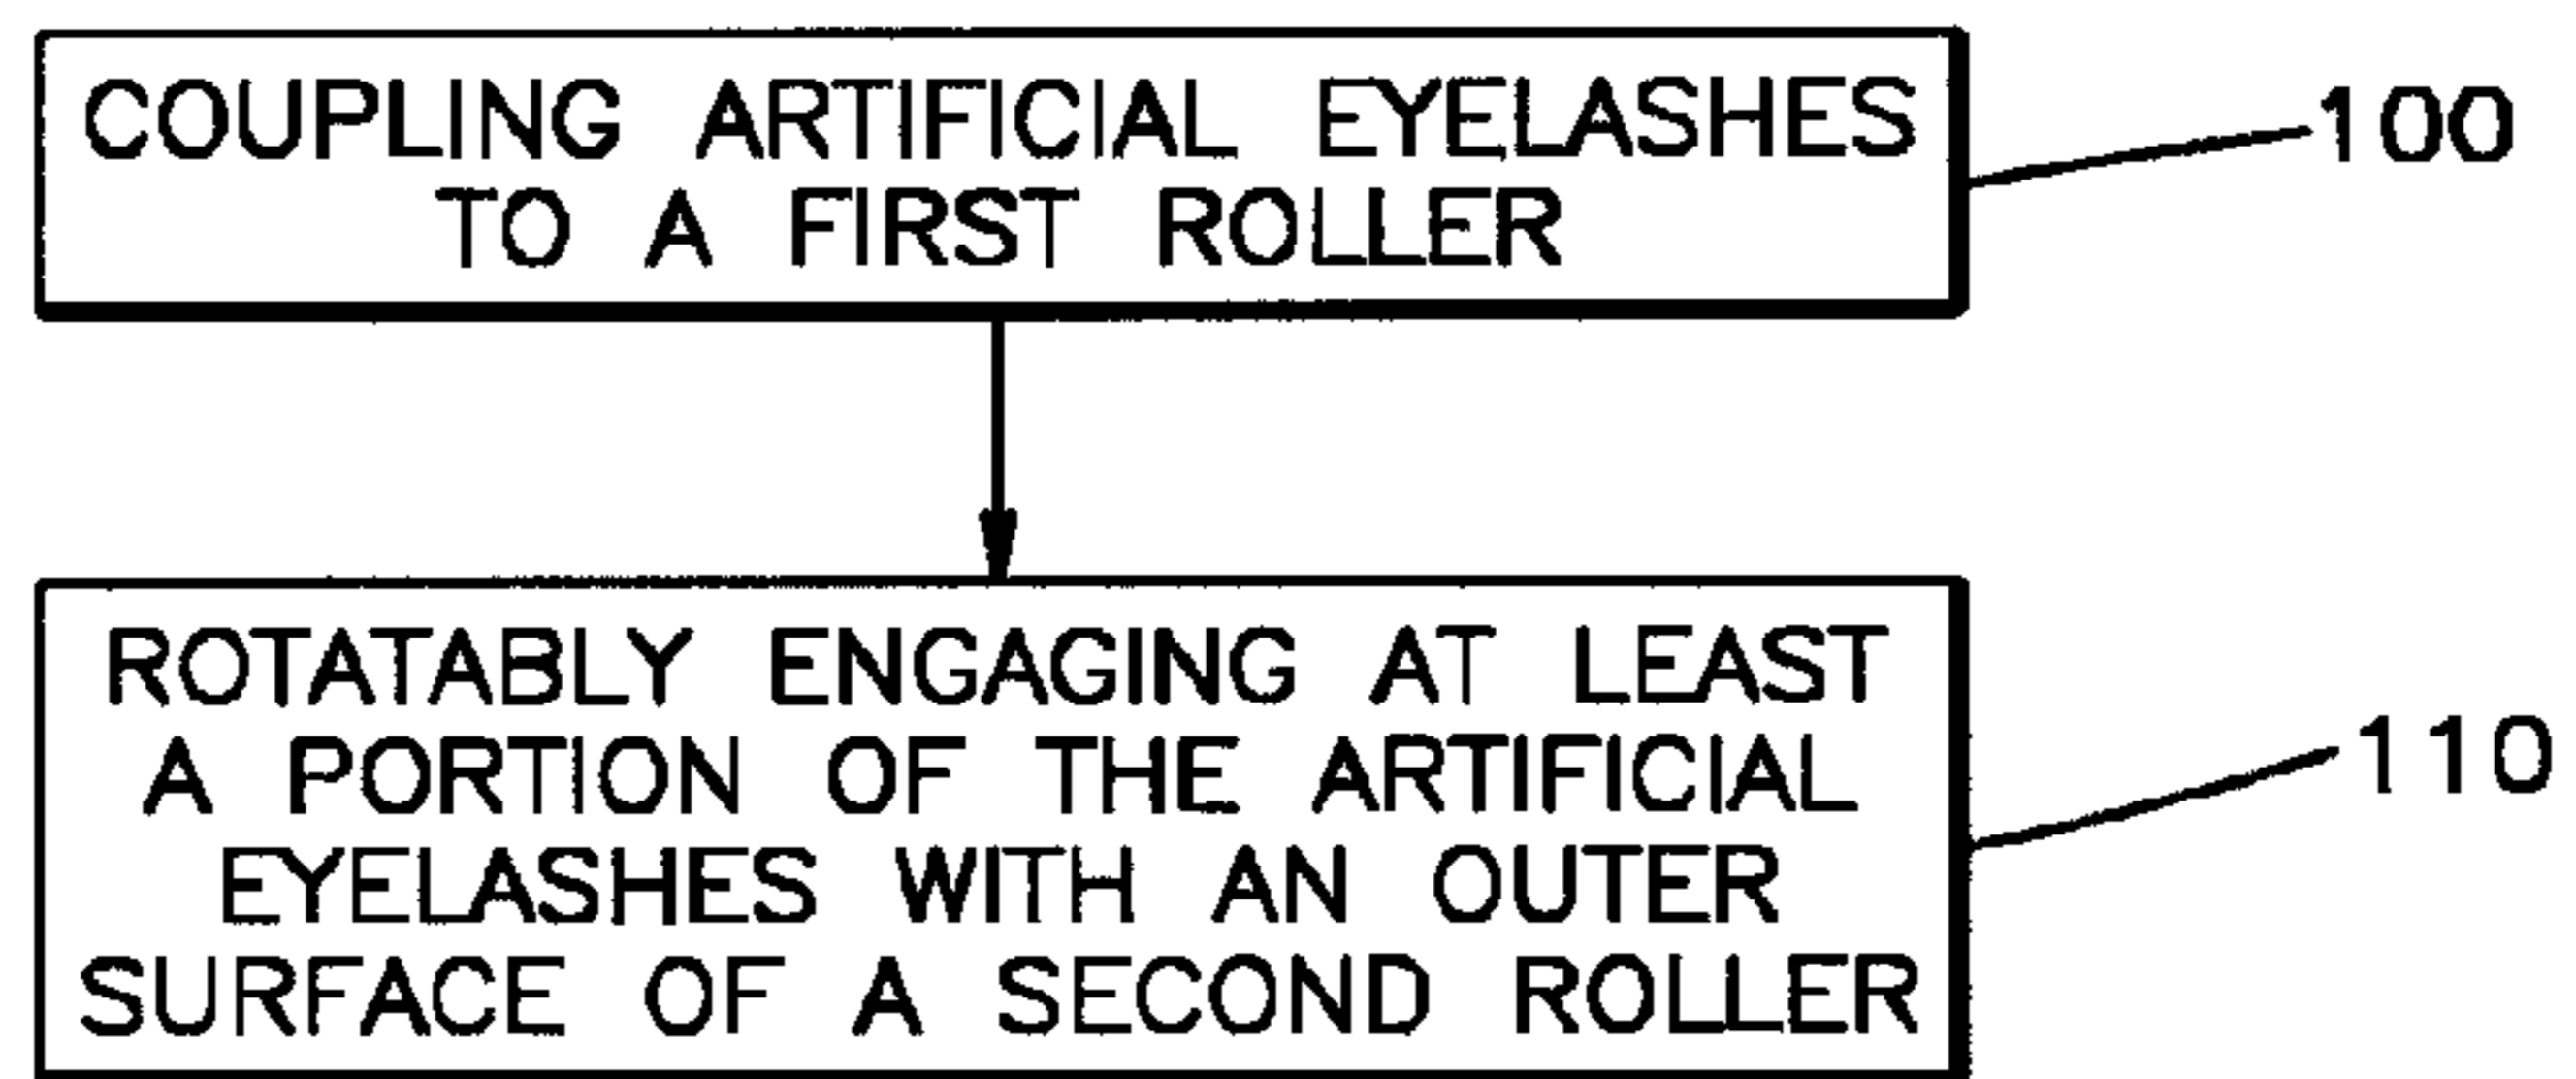 COUPLING ARTIFICIAL EYELASHES
TO A FIRST ROLLER
100
ROTATABLY ENGAGING AT LEAST
A PORTION OF THE ARTIFICIAL
EYELASHES WITH AN OUTER
SURFACE OF A SECOND ROLLER
110